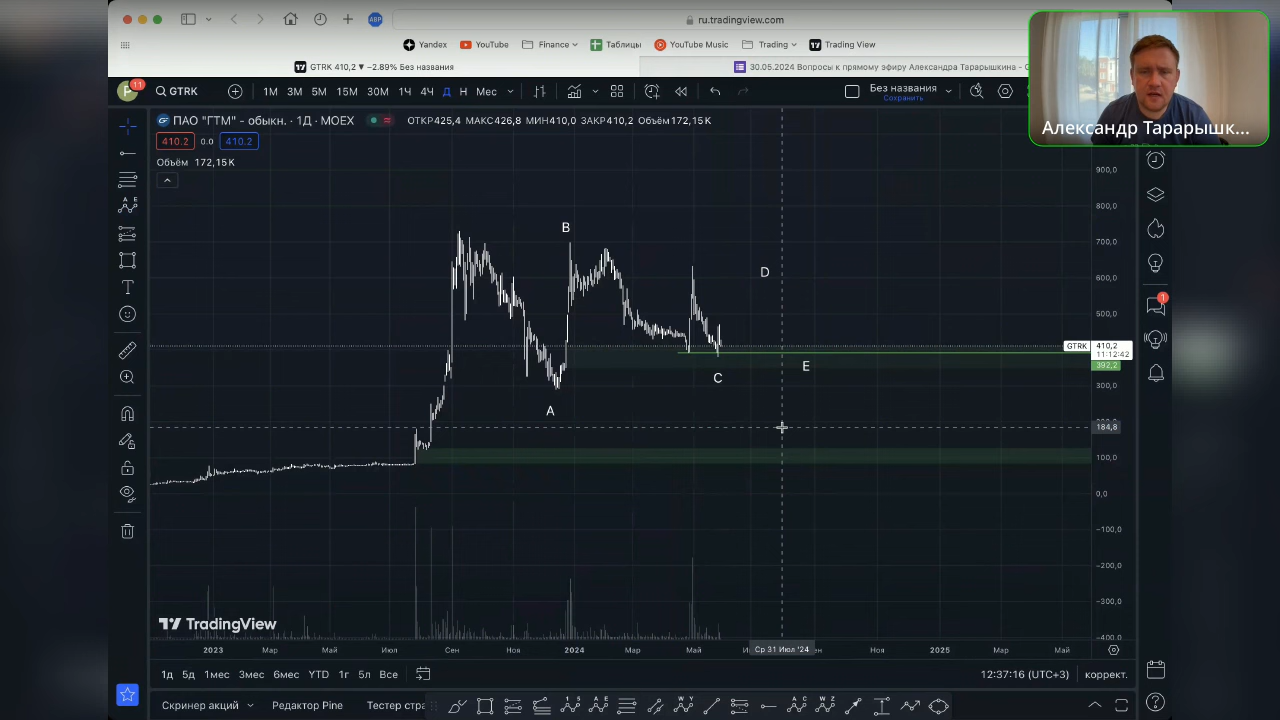 ru.tradingview.com
ABP
Yandex YouTube Finance Таблицы YouTube Music Trading Trading View
GTRK 410,2 ▼ −2.89% Без названия
30.05.2024 Вопросы к прямому эфиру Александра Тарарышкина - G
Александр Тарарышк...
11
GTRK 1М 3М 5М 15М 30М 1Ч 4Ч Д Н Мес
Без названия
Сохранить
ПАО "ГТМ" - обыкн. · 1Д · MOEX ОТКР425,4 МАКС426,8 МИН410,0 ЗАКР410,2 Объём172,15K
410.2 0.0 410.2
Объём 172,15K
900,0
800,0
700,0
600,0
500,0
GTRK 410,2
11:12:42
392,2
300,0
184,8
100,0
0,0
−100,0
−200,0
−300,0
−400,0
B
D
C
E
A
1
TradingView
2023 Мар Июл Сен Ноя 2024 Мар Май Ср 31 Июл '24 Ноя 2025 Мар Май
1д 5д 1мес 3мес 6мес YTD 1г 5л Все
12:37:16 (UTC+3) коррект.
Скринер акций Редактор Pine Тестер стра